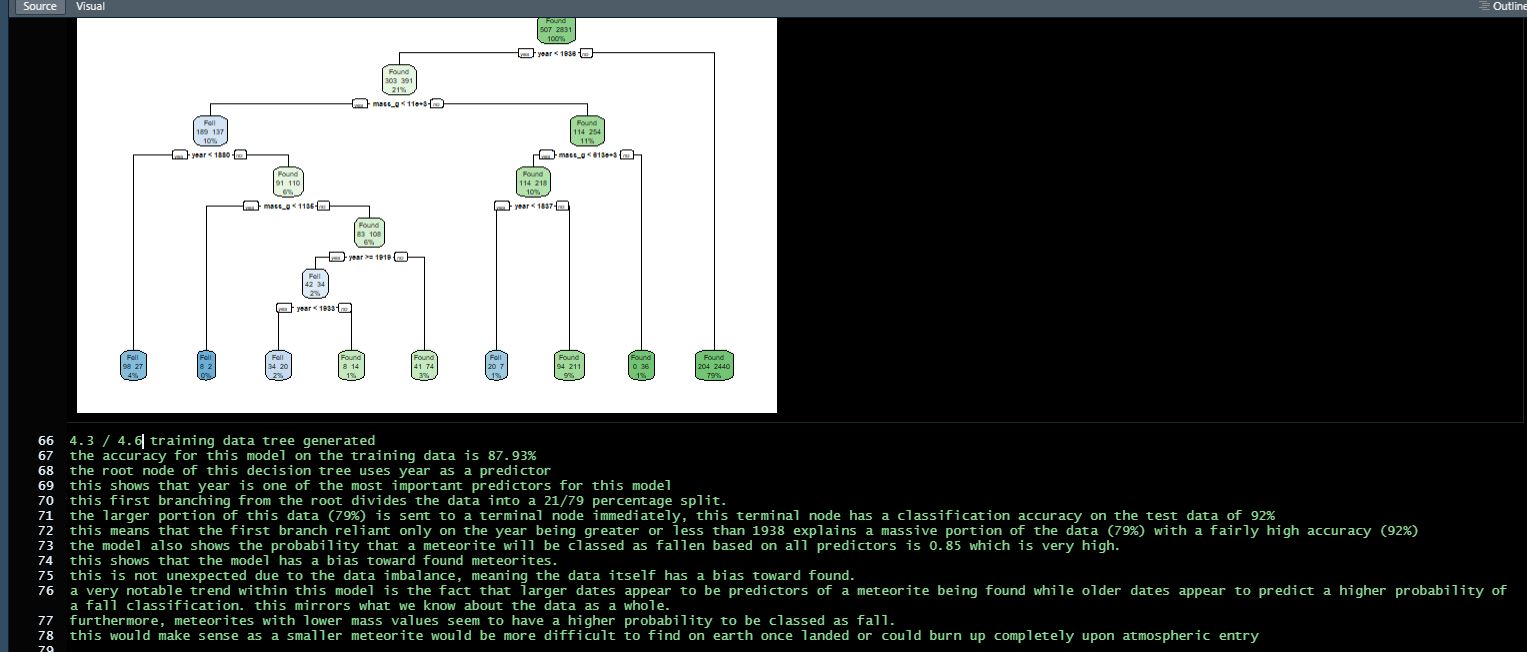 Source Visual Outline
Found
507 2831
100%
yes year < 1938 no
Found
303 391
21%
yes mass_g < 11e+3 no
Fell
189 137
10%
Found
114 254
11%
yes year < 1880 no
yes mass_g < 613e+3 no
Found
91 110
6%
Found
114 218
10%
yes mass_g < 1135 no
yes year < 1837 no
Found
83 108
6%
yes year >= 1919 no
Fell
42 34
2%
yes year < 1933 no
Fell
98 27
4%
Fell
8 2
0%
Fell
34 20
2%
Found
8 14
1%
Found
41 74
3%
Fell
20 7
1%
Found
94 211
9%
Found
0 36
1%
Found
204 2440
79%
66 4.3 / 4.6 training data tree generated
67 the accuracy for this model on the training data is 87.93%
68 the root node of this decision tree uses year as a predictor
69 this shows that year is one of the most important predictors for this model
70 this first branching from the root divides the data into a 21/79 percentage split.
71 the larger portion of this data (79%) is sent to a terminal node immediately, this terminal node has a classification accuracy on the test data of 92%
72 this means that the first branch reliant only on the year being greater or less than 1938 explains a massive portion of the data (79%) with a fairly high accuracy (92%)
73 the model also shows the probability that a meteorite will be classed as fallen based on all predictors is 0.85 which is very high.
74 this shows that the model has a bias toward found meteorites.
75 this is not unexpected due to the data imbalance, meaning the data itself has a bias toward found.
76 a very notable trend within this model is the fact that larger dates appear to be predictors of a meteorite being found while older dates appear to predict a higher probability of
a fall classification. this mirrors what we know about the data as a whole.
77 furthermore, meteorites with lower mass values seem to have a higher probability to be classed as fall.
78 this would make sense as a smaller meteorite would be more difficult to find on earth once landed or could burn up completely upon atmospheric entry
79